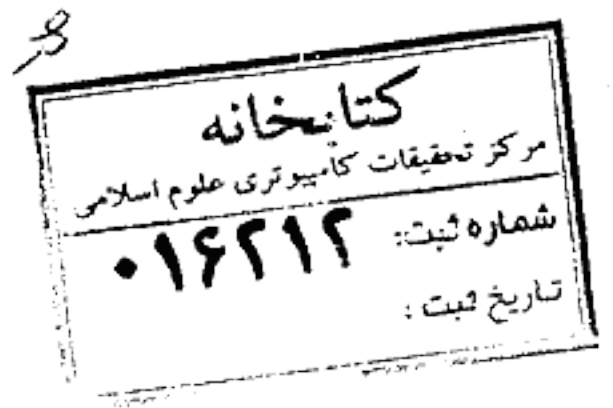 کتابخانه
مرکز تحقیقات کامپیوتری علوم اسلامی
شماره ثبت: ۰۱۶۲۱۲
تاریخ ثبت :